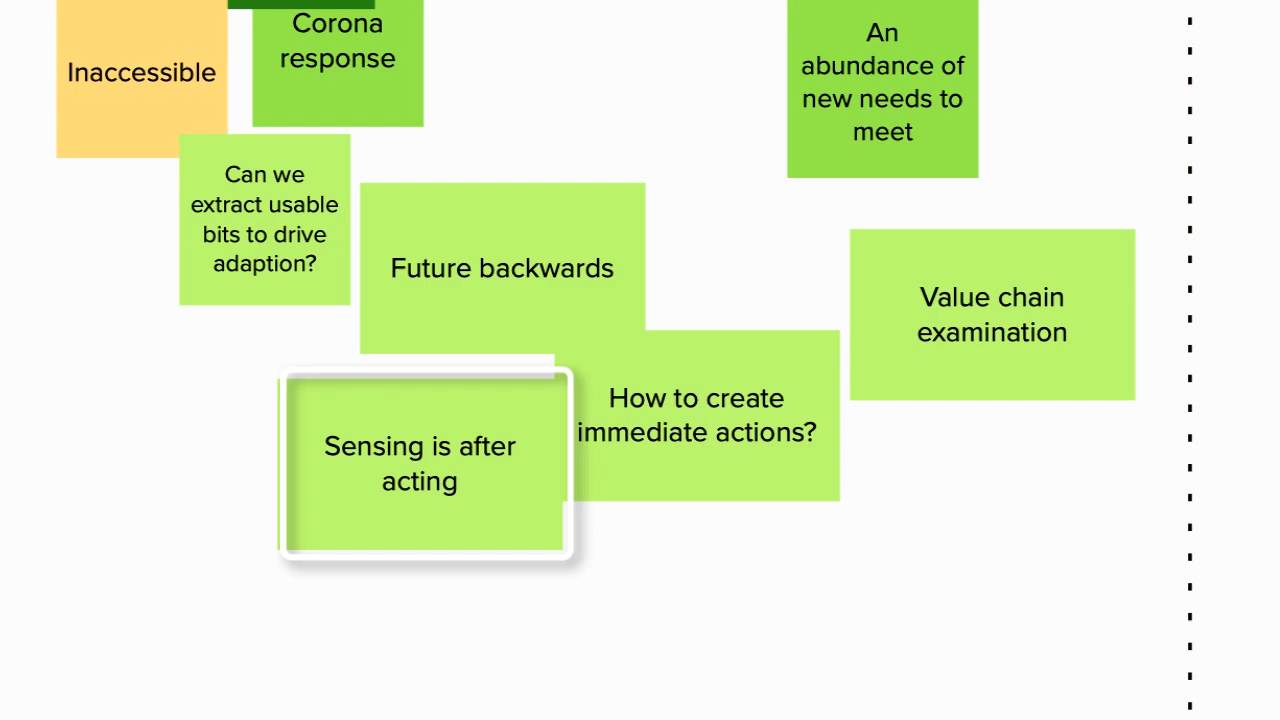 Corona
response
Inaccessible
An
abundance of
new needs to
meet
Can we
extract usable
bits to drive
adaption?
Future backwards
Value chain
examination
How to create
immediate actions?
Sensing is after
acting